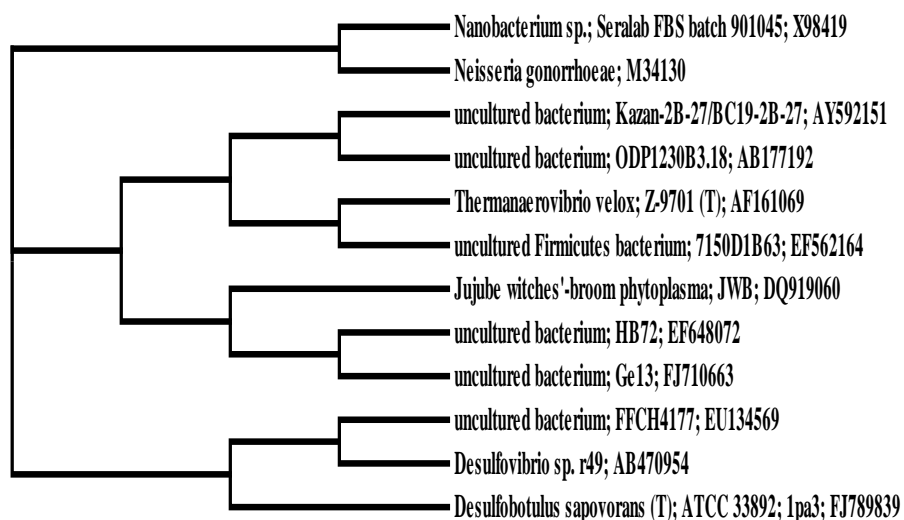 Nanobacterium sp.; Seralab FBS batch 901045; X98419
Neisseria gonorrhoeae; M34130
uncultured bacterium; Kazan-2B-27/BC19-2B-27; AY592151
uncultured bacterium; ODP1230B3.18; AB177192
Thermanaerovibrio velox; Z-9701 (T); AF161069
uncultured Firmicutes bacterium; 7150D1B63; EF562164
Jujube witches'-broom phytoplasma; JWB; DQ919060
uncultured bacterium; HB72; EF648072
uncultured bacterium; Ge13; FJ710663
uncultured bacterium; FFCH4177; EU134569
Desulfovibrio sp. r49; AB470954
Desulfobotulus sapovorans (T); ATCC 33892; 1pa3; FJ789839